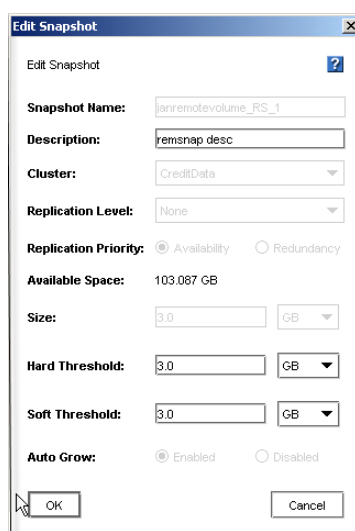 Edit Snapshot
Edit Snapshot ?
Snapshot Name: janremotevolume_RS_1
Description: remsnap desc
Cluster: CreditData
Replication Level: None
Replication Priority: Availability Redundancy
Available Space: 103.087 GB
Size: 3.0 GB
Hard Threshold: 3.0 GB
Soft Threshold: 3.0 GB
Auto Grow: Enabled Disabled
OK Cancel